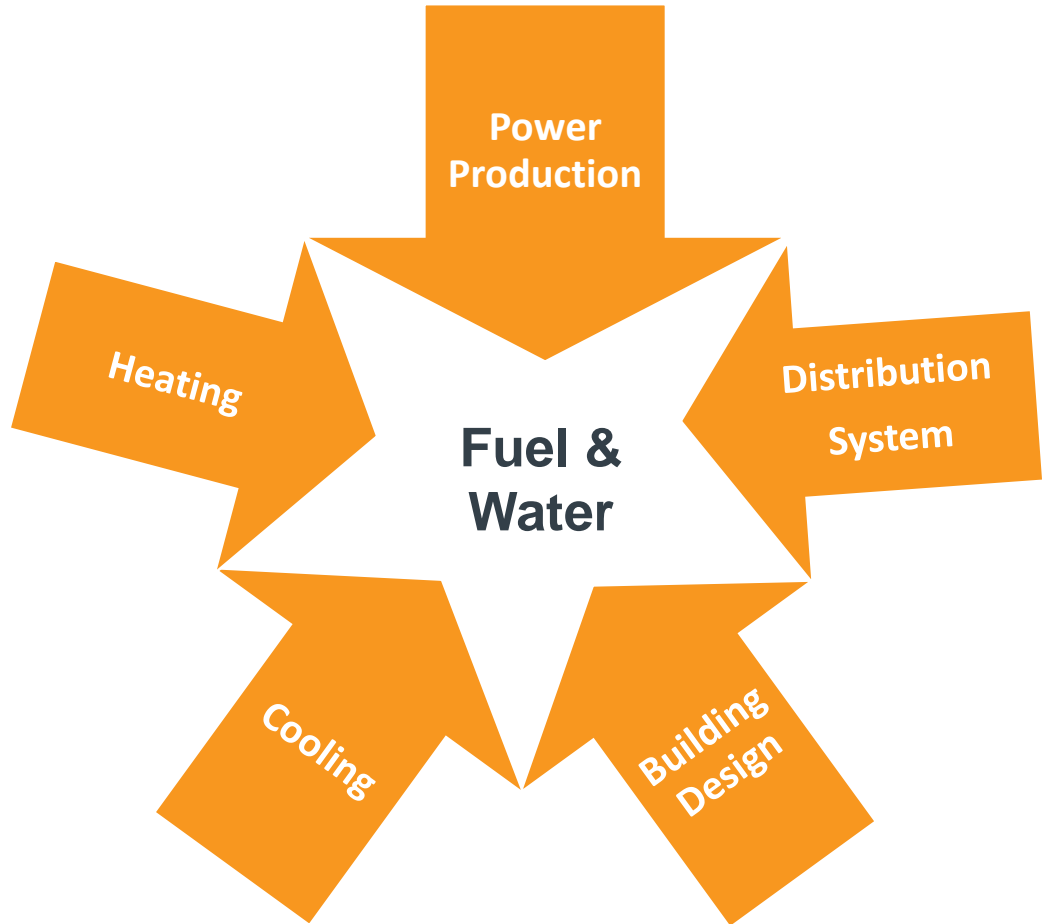 Power
Production
Heating
Distribution
System
Fuel &
Water
Cooling
Building
Design